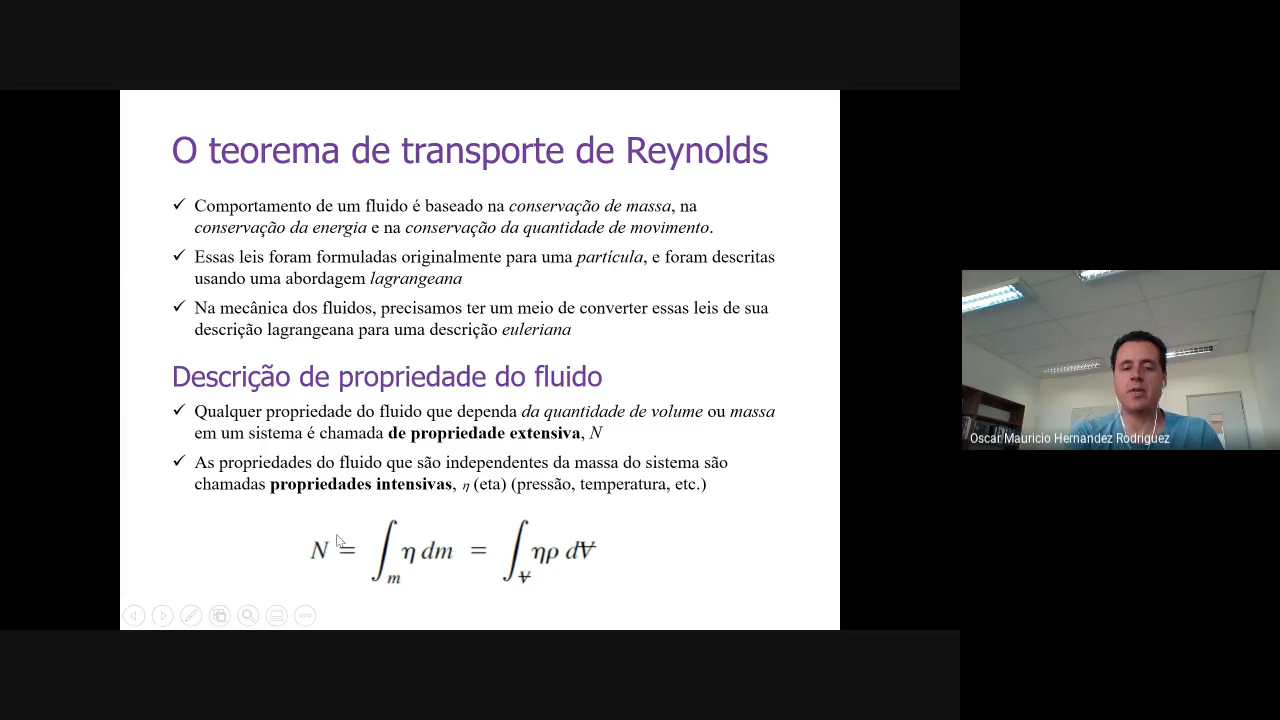 O teorema de transporte de Reynolds
✓ Comportamento de um fluido é baseado na conservação de massa, na
conservação da energia e na conservação da quantidade de movimento.
✓ Essas leis foram formuladas originalmente para uma partícula, e foram descritas
usando uma abordagem lagrangeana
✓ Na mecânica dos fluidos, precisamos ter um meio de converter essas leis de sua
descrição lagrangeana para uma descrição euleriana
Descrição de propriedade do fluido
✓ Qualquer propriedade do fluido que dependa da quantidade de volume ou massa
em um sistema é chamada de propriedade extensiva, N
✓ As propriedades do fluido que são independentes da massa do sistema são
chamadas propriedades intensivas, η (eta) (pressão, temperatura, etc.)
N = ∫_m η dm = ∫_V̶ ηρ dV̶
Oscar Mauricio Hernandez Rodriguez